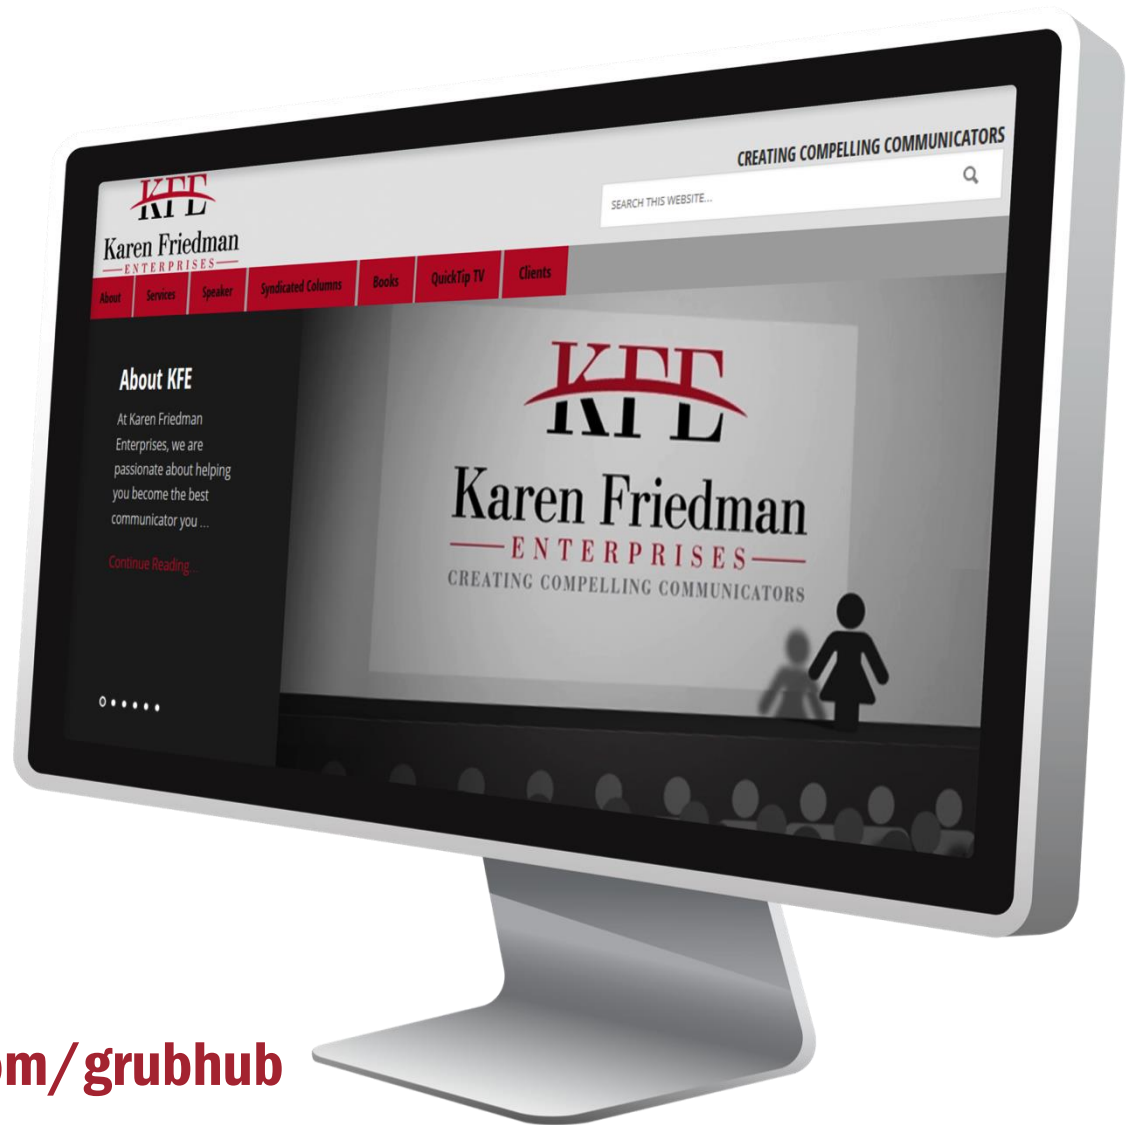 CREATING COMPELLING COMMUNICATORS
SEARCH THIS WEBSITE...
KFE
Karen Friedman
ENTERPRISES
About Services Speaker Syndicated Columns Books QuickTip TV Clients
About KFE
At Karen Friedman
Enterprises, we are
passionate about helping
you become the best
communicator you ...
Continue Reading...
KFE
Karen Friedman
ENTERPRISES
CREATING COMPELLING COMMUNICATORS
om/grubhub